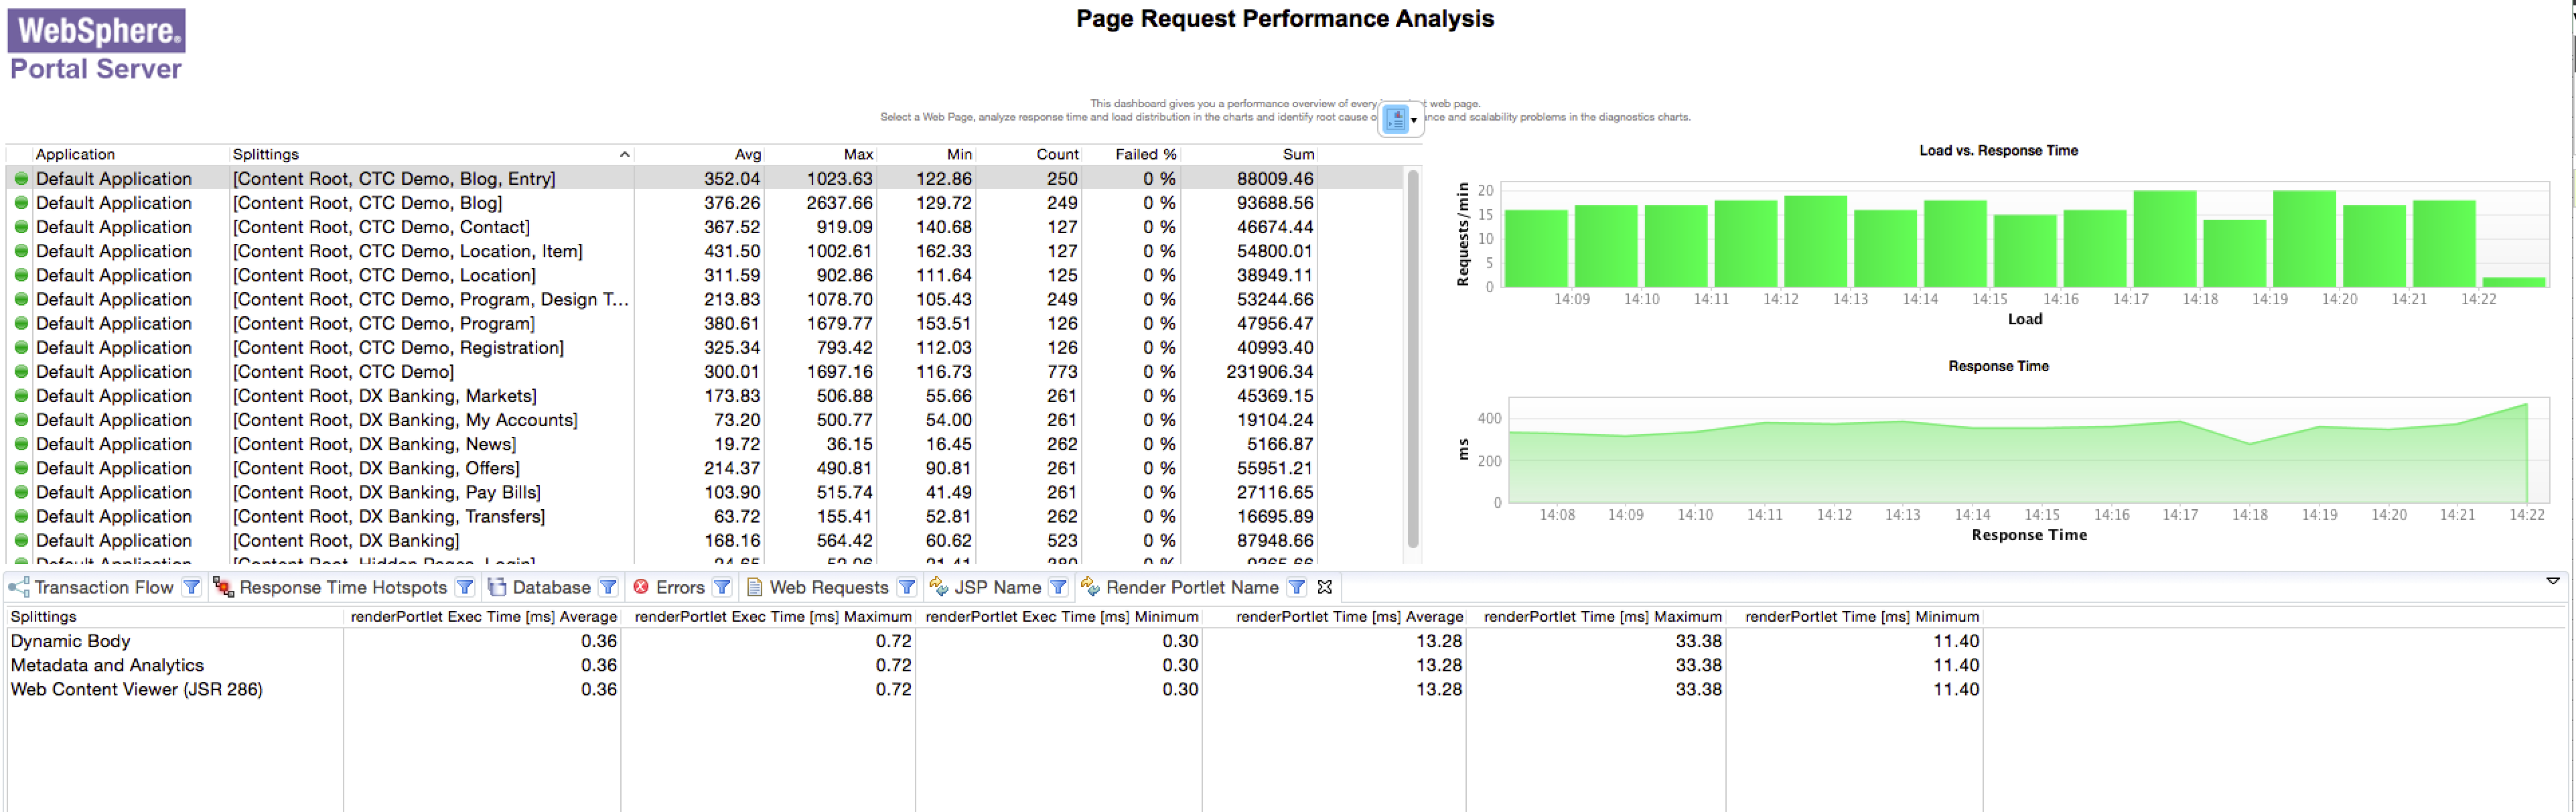 WebSphere.
Portal Server
Page Request Performance Analysis
This dashboard gives you a performance overview of every web page.
Select a Web Page, analyze response time and load distribution in the charts and identify root cause and scalability problems in the diagnostics charts.
Application Splittings Avg Max Min Count Failed % Sum
Default Application [Content Root, CTC Demo, Blog, Entry] 352.04 1023.63 122.86 250 0 % 88009.46
Default Application [Content Root, CTC Demo, Blog] 376.26 2637.66 129.72 249 0 % 93688.56
Default Application [Content Root, CTC Demo, Contact] 367.52 919.09 140.68 127 0 % 46674.44
Default Application [Content Root, CTC Demo, Location, Item] 431.50 1002.61 162.33 127 0 % 54800.01
Default Application [Content Root, CTC Demo, Location] 311.59 902.86 111.64 125 0 % 38949.11
Default Application [Content Root, CTC Demo, Program, Design T... 213.83 1078.70 105.43 249 0 % 53244.66
Default Application [Content Root, CTC Demo, Program] 380.61 1679.77 153.51 126 0 % 47956.47
Default Application [Content Root, CTC Demo, Registration] 325.34 793.42 112.03 126 0 % 40993.40
Default Application [Content Root, CTC Demo] 300.01 1697.16 116.73 773 0 % 231906.34
Default Application [Content Root, DX Banking, Markets] 173.83 506.88 55.66 261 0 % 45369.15
Default Application [Content Root, DX Banking, My Accounts] 73.20 500.77 54.00 261 0 % 19104.24
Default Application [Content Root, DX Banking, News] 19.72 36.15 16.45 262 0 % 5166.87
Default Application [Content Root, DX Banking, Offers] 214.37 490.81 90.81 261 0 % 55951.21
Default Application [Content Root, DX Banking, Pay Bills] 103.90 515.74 41.49 261 0 % 27116.65
Default Application [Content Root, DX Banking, Transfers] 63.72 155.41 52.81 262 0 % 16695.89
Default Application [Content Root, DX Banking] 168.16 564.42 60.62 523 0 % 87948.66
Default Application [Content Root, Hidden Pages, Login]
Load vs. Response Time
Requests/min
20
15
10
5
0
14:09 14:10 14:11 14:12 14:13 14:14 14:15 14:16 14:17 14:18 14:19 14:20 14:21 14:22
Load
Response Time
ms
400
200
0
14:08 14:09 14:10 14:11 14:12 14:13 14:14 14:15 14:16 14:17 14:18 14:19 14:20 14:21 14:22
Response Time
Transaction Flow Response Time Hotspots Database Errors Web Requests JSP Name Render Portlet Name
Splittings renderPortlet Exec Time [ms] Average renderPortlet Exec Time [ms] Maximum renderPortlet Exec Time [ms] Minimum renderPortlet Time [ms] Average renderPortlet Time [ms] Maximum renderPortlet Time [ms] Minimum
Dynamic Body 0.36 0.72 0.30 13.28 33.38 11.40
Metadata and Analytics 0.36 0.72 0.30 13.28 33.38 11.40
Web Content Viewer (JSR 286) 0.36 0.72 0.30 13.28 33.38 11.40